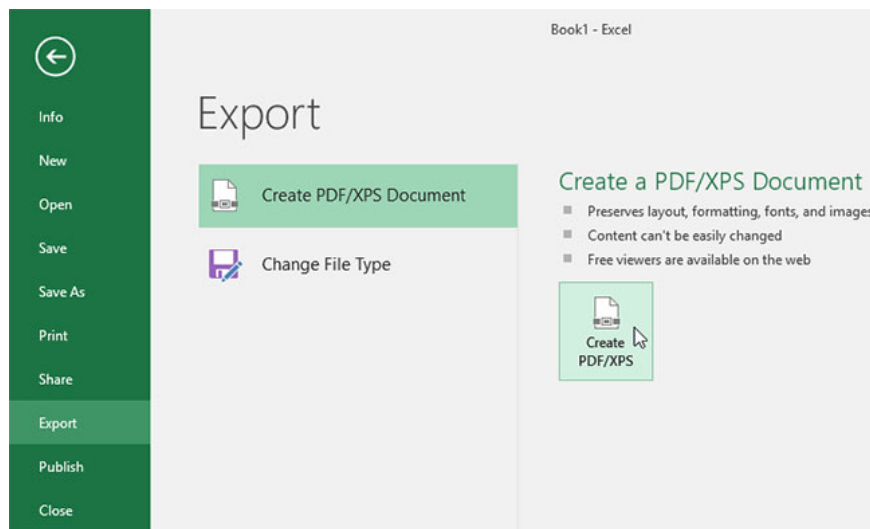 Book1 - Excel
Info
New
Open
Save
Save As
Print
Share
Export
Publish
Close
Export
Create PDF/XPS Document
Change File Type
Create a PDF/XPS Document
Preserves layout, formatting, fonts, and images
Content can't be easily changed
Free viewers are available on the web
Create
PDF/XPS